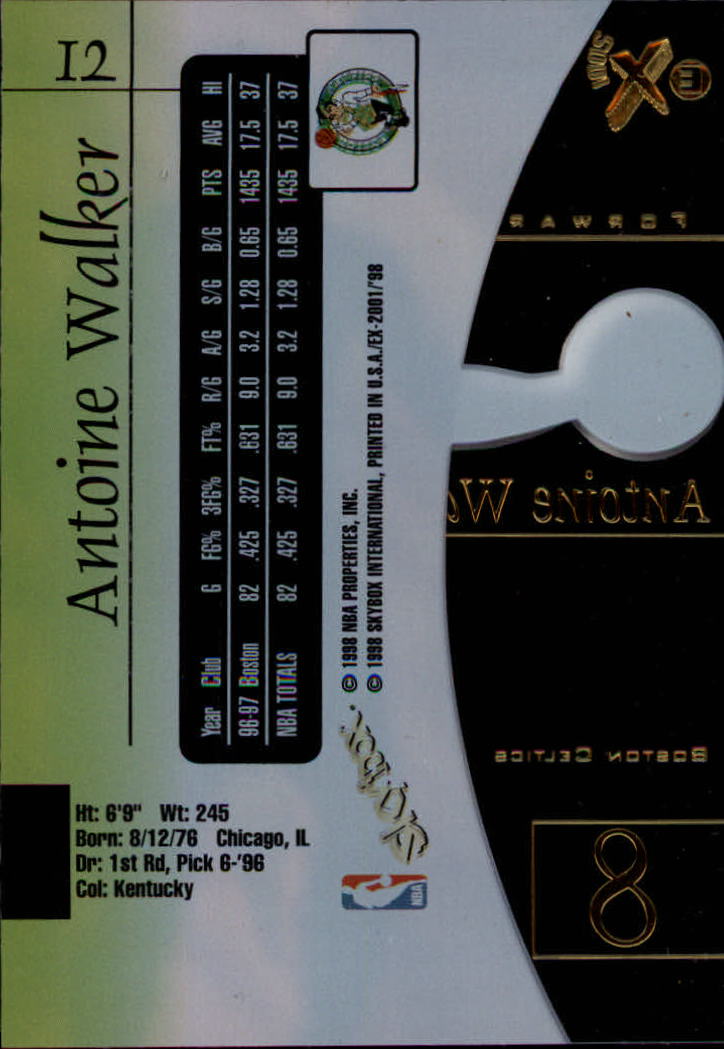 12
Antoine Walker
Year Club G FG% 3FG% FT% R/G A/G S/G B/G PTS AVG HI
96-97 Boston 82 .425 .327 .631 9.0 3.2 1.28 0.65 1435 17.5 37
NBA TOTALS 82 .425 .327 .631 9.0 3.2 1.28 0.65 1435 17.5 37
© 1998 NBA PROPERTIES, INC.
© 1998 SKYBOX INTERNATIONAL, PRINTED IN U.S.A./EX-2001/'98
SkyBox
Ht: 6'9" Wt: 245
Born: 8/12/76 Chicago, IL
Dr: 1st Rd, Pick 6-'96
Col: Kentucky
NBA
E X 2001
FORWAR
Antoine Wa
Boston Celtics
8